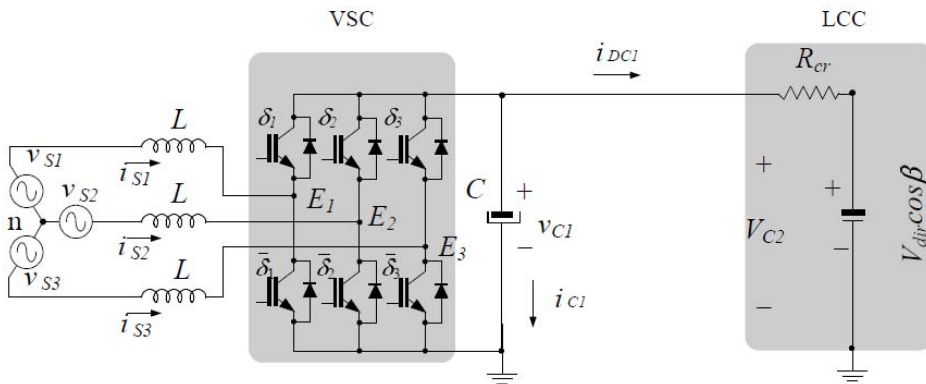 VSC
LCC
i DC1
R cr
δ1
δ2
δ3
L
v S1
i S1
v S2
L
E1
C
+
+
+
n
i S2
E2
v C1
V C2
V dir cos β
v S3
L
E3
−
−
δ̄1
δ̄2
δ̄3
i C1
i S3
−